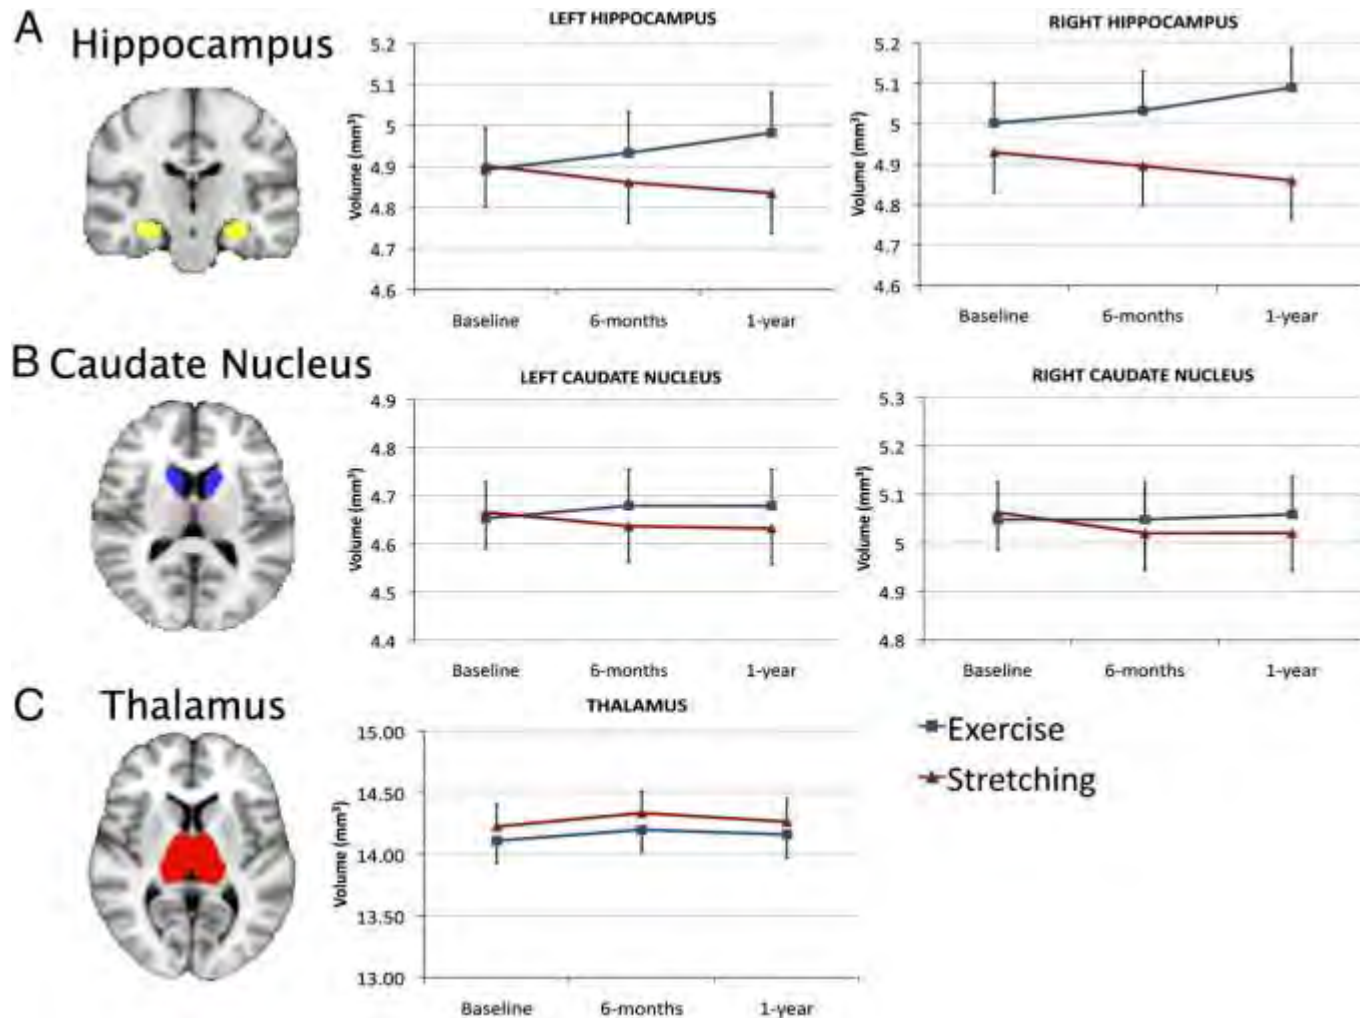 A Hippocampus
LEFT HIPPOCAMPUS
Volume (mm³)
5.2
5.1
5
4.9
4.8
4.7
4.6
Baseline 6-months 1-year
RIGHT HIPPOCAMPUS
Volume (mm³)
5.2
5.1
5
4.9
4.8
4.7
4.6
Baseline 6-months 1-year
B Caudate Nucleus
LEFT CAUDATE NUCLEUS
Volume (mm³)
4.9
4.8
4.7
4.6
4.5
4.4
Baseline 6-months 1-year
RIGHT CAUDATE NUCLEUS
Volume (mm³)
5.3
5.2
5.1
5
4.9
4.8
Baseline 6-months 1-year
C Thalamus
THALAMUS
Volume (mm³)
15.00
14.50
14.00
13.50
13.00
Baseline 6-months 1-year
Exercise
Stretching